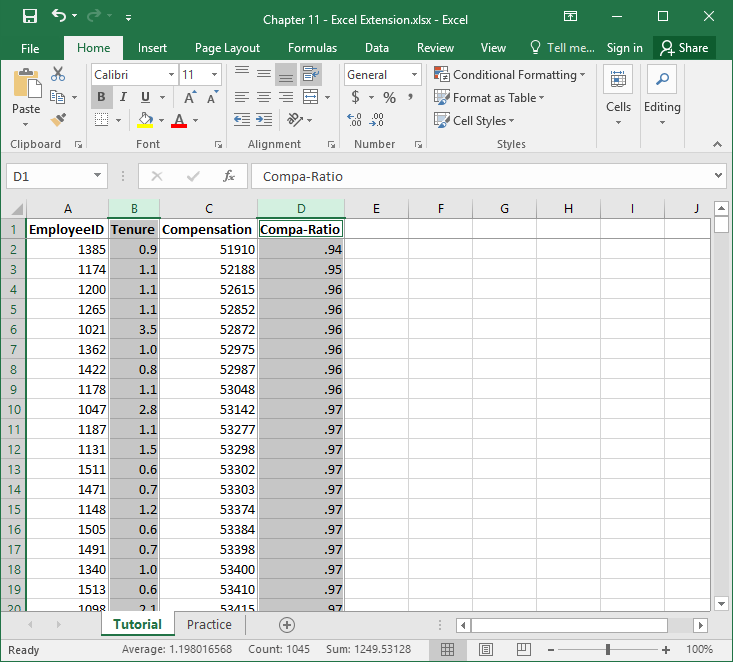 Chapter 11 - Excel Extension.xlsx - Excel
File Home Insert Page Layout Formulas Data Review View Tell me... Sign in Share
Paste
Clipboard
Calibri 11
B I U A A
A
Font
Alignment
General
$ % ,
.0 .00
.00 .0
Number
Conditional Formatting
Format as Table
Cell Styles
Styles
Cells
Editing
D1 fx Compa-Ratio
A B C D E F G H I J
1 EmployeeID Tenure Compensation Compa-Ratio
2 1385 0.9 51910 .94
3 1174 1.1 52188 .95
4 1200 1.1 52615 .96
5 1265 1.1 52852 .96
6 1021 3.5 52872 .96
7 1362 1.0 52975 .96
8 1422 0.8 52987 .96
9 1178 1.1 53048 .96
10 1047 2.8 53142 .97
11 1187 1.1 53277 .97
12 1131 1.5 53298 .97
13 1511 0.6 53302 .97
14 1471 0.7 53303 .97
15 1148 1.2 53374 .97
16 1505 0.6 53384 .97
17 1491 0.7 53398 .97
18 1340 1.0 53400 .97
19 1513 0.6 53410 .97
20 1098 2.1 53415 .97
Tutorial Practice
Ready Average: 1.198016568 Count: 1045 Sum: 1249.53128 100%